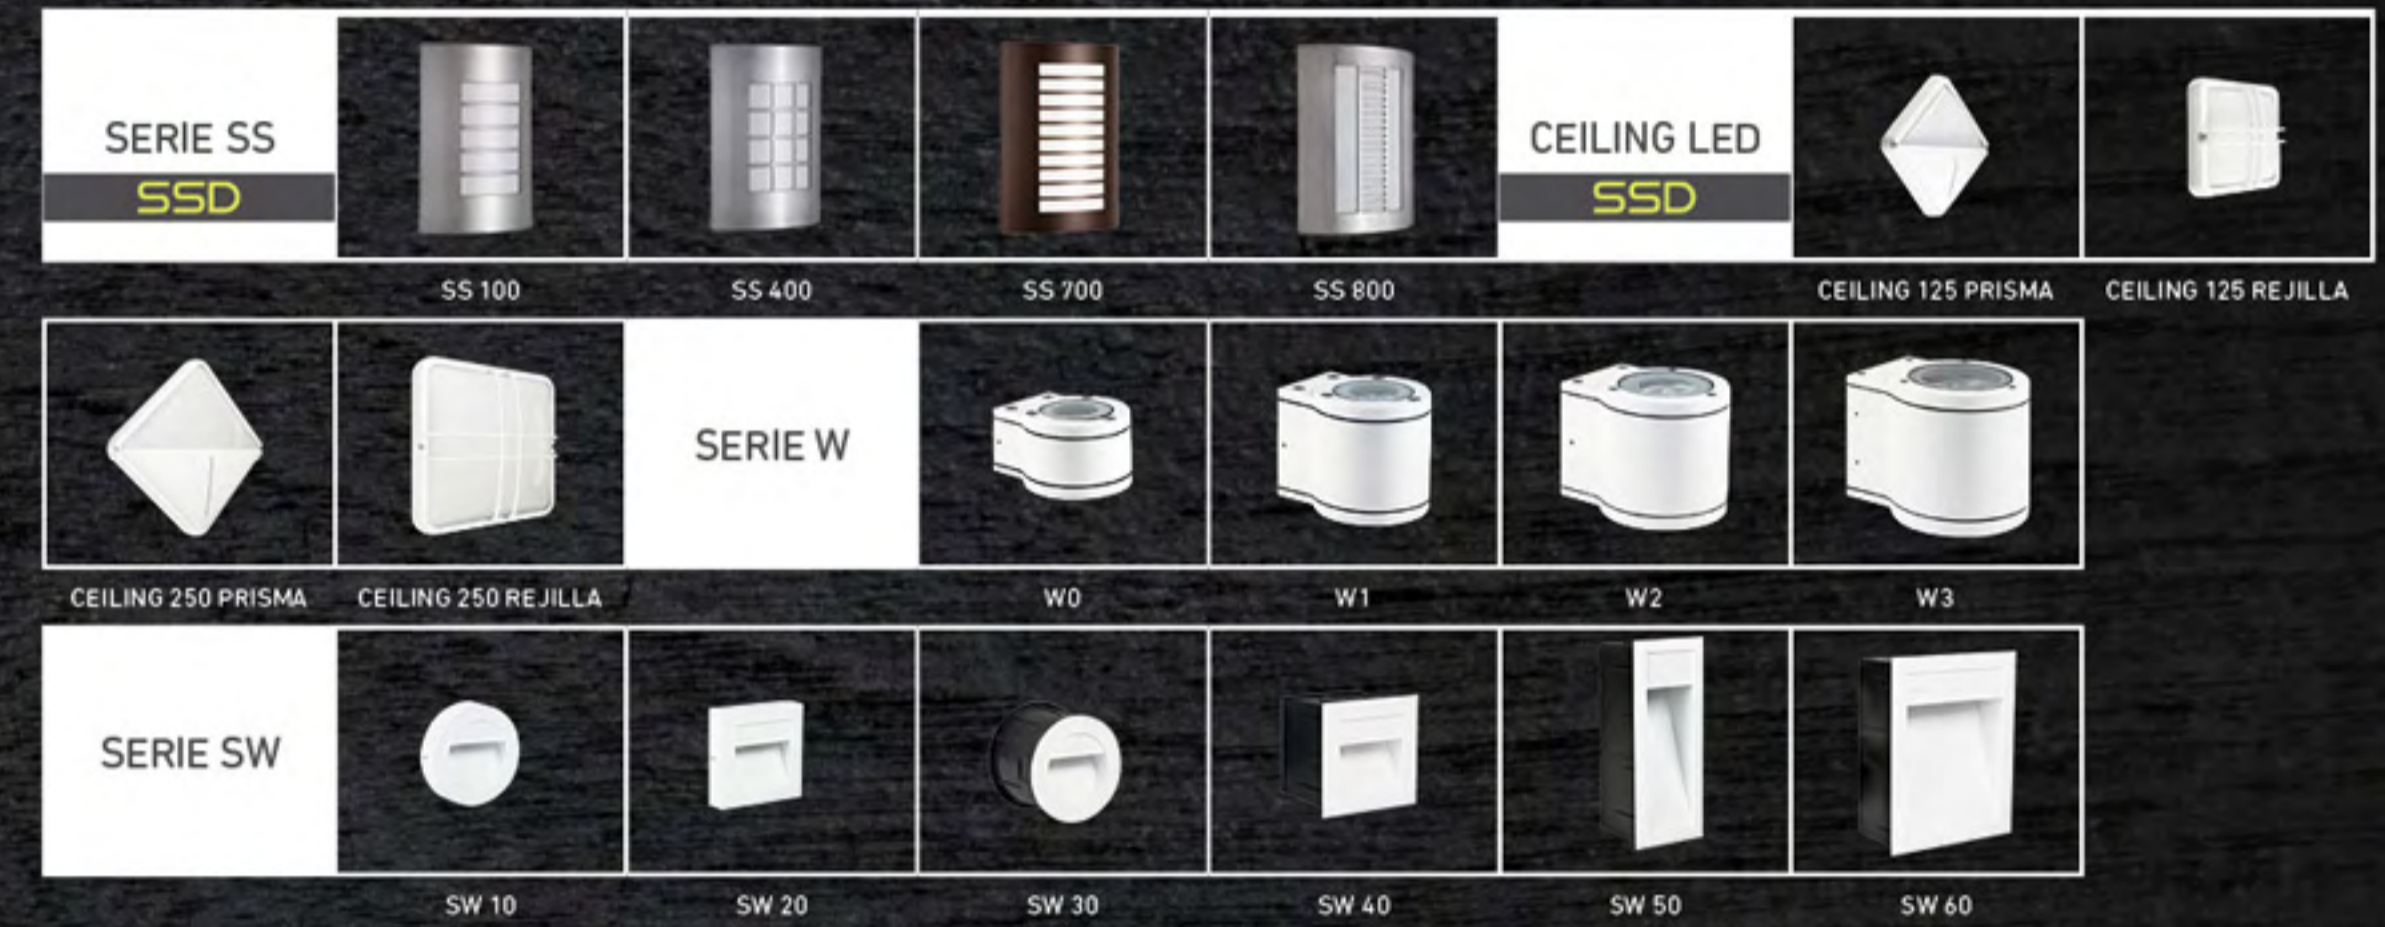 SERIE SS
SSD
CEILING LED
SSD
SS 100
SS 400
SS 700
SS 800
CEILING 125 PRISMA
CEILING 125 REJILLA
SERIE W
CEILING 250 PRISMA
CEILING 250 REJILLA
W0
W1
W2
W3
SERIE SW
SW 10
SW 20
SW 30
SW 40
SW 50
SW 60